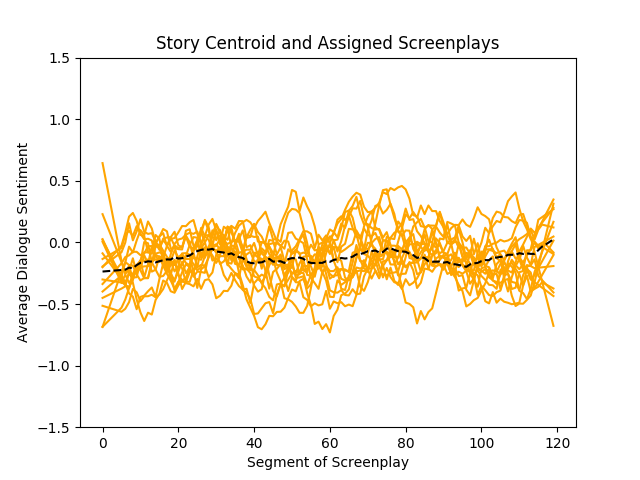 Story Centroid and Assigned Screenplays
1.5
1.0
0.5
0.0
−0.5
−1.0
−1.5
Average Dialogue Sentiment
0 20 40 60 80 100 120
Segment of Screenplay